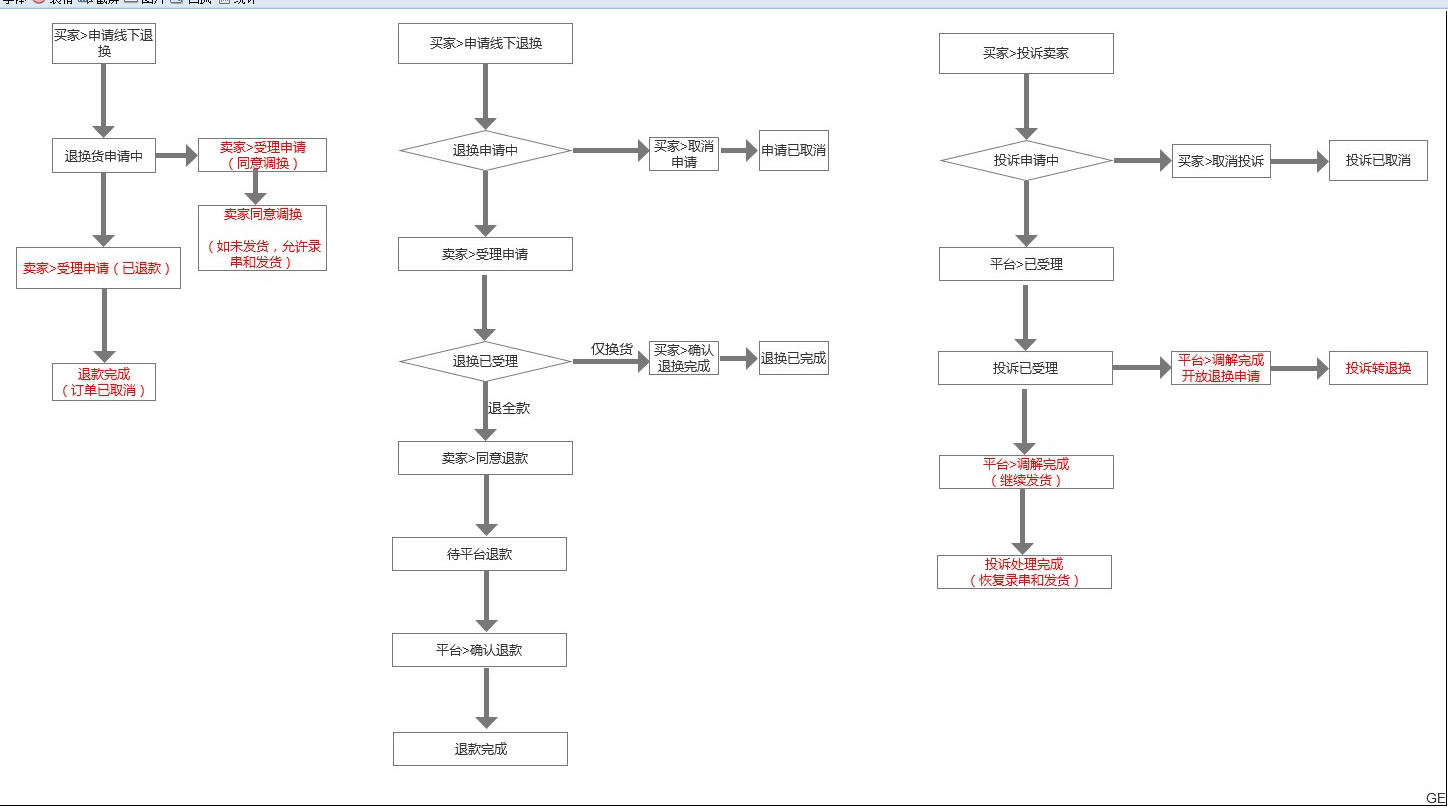 字体 表情 截屏 图片 白板 统计
买家>申请线下退
换
退换货申请中
卖家>受理申请
（同意调换）
卖家同意调换
（如未发货，允许录
串和发货）
卖家>受理申请（已退款）
退款完成
（订单已取消）
买家>申请线下退换
退换申请中
买家>取消
申请
申请已取消
卖家>受理申请
退换已受理
仅换货
买家>确认
退换完成
退换已完成
退全款
卖家>同意退款
待平台退款
平台>确认退款
退款完成
买家>投诉卖家
投诉申请中
买家>取消投诉
投诉已取消
平台>已受理
投诉已受理
平台>调解完成
开放退换申请
投诉转退换
平台>调解完成
（继续发货）
投诉处理完成
（恢复录串和发货）
GE